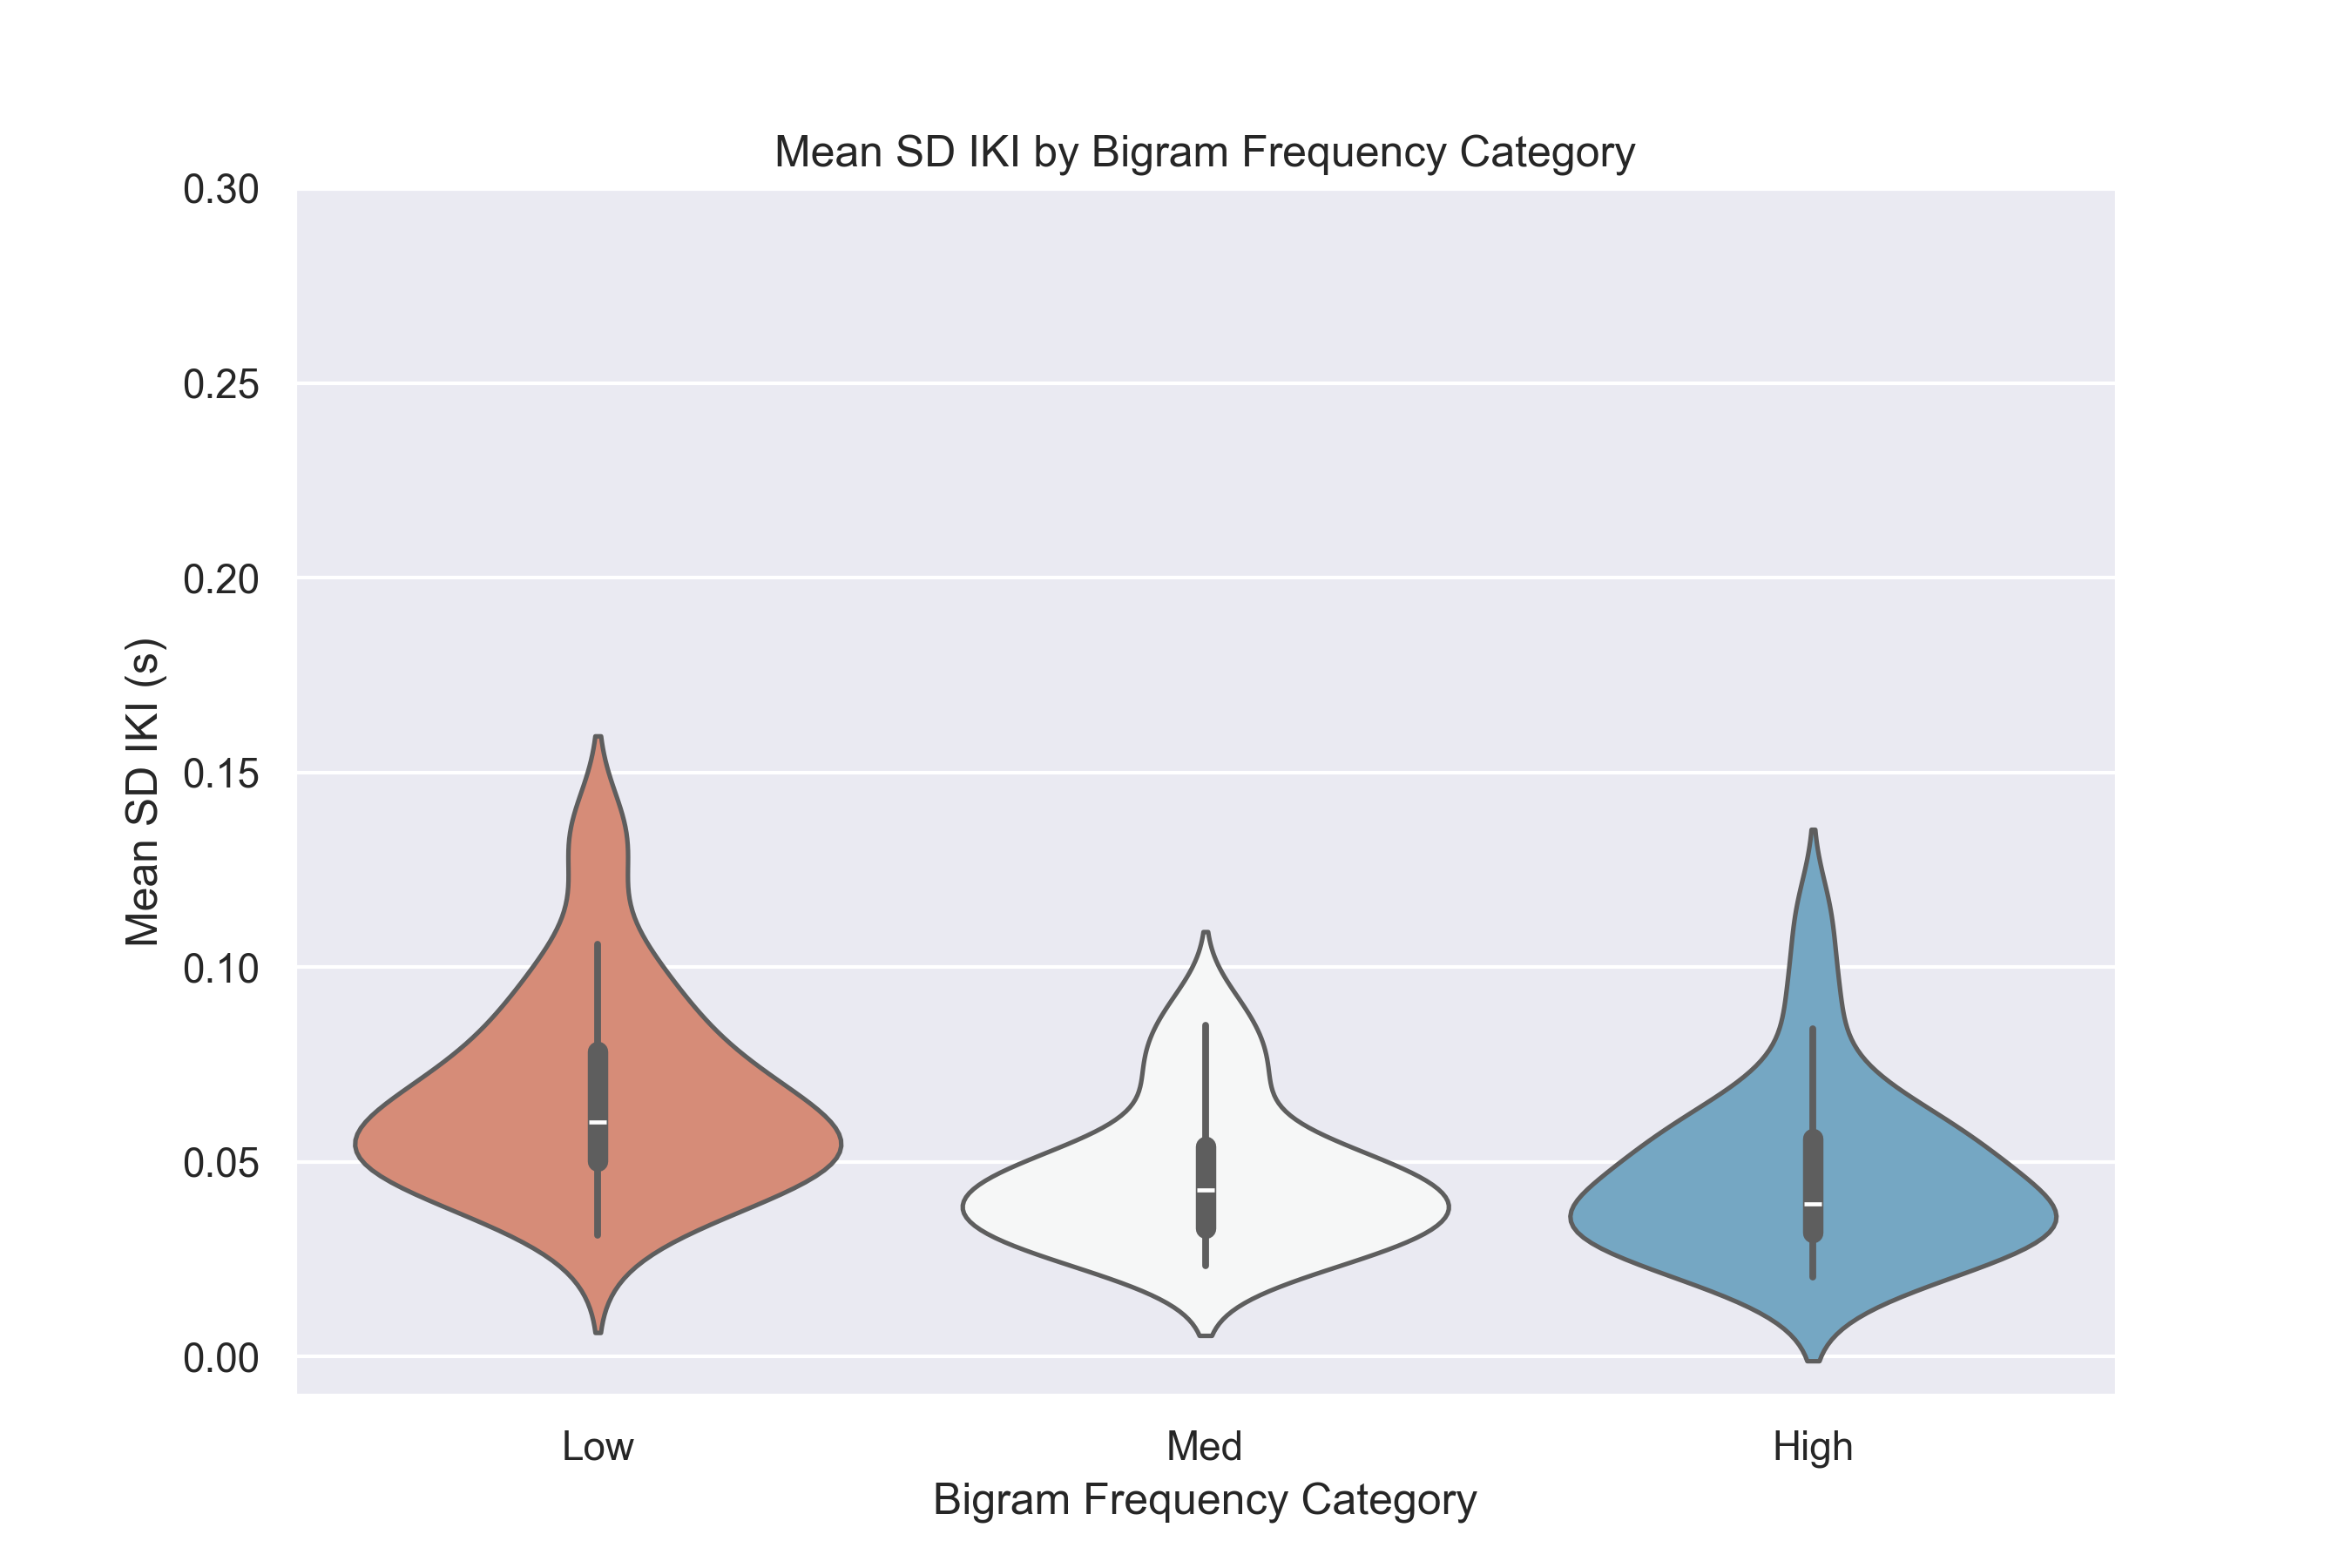 Mean SD IKI by Bigram Frequency Category
0.30
0.25
0.20
0.15
0.10
0.05
0.00
Mean SD IKI (s)
Low Med High
Bigram Frequency Category